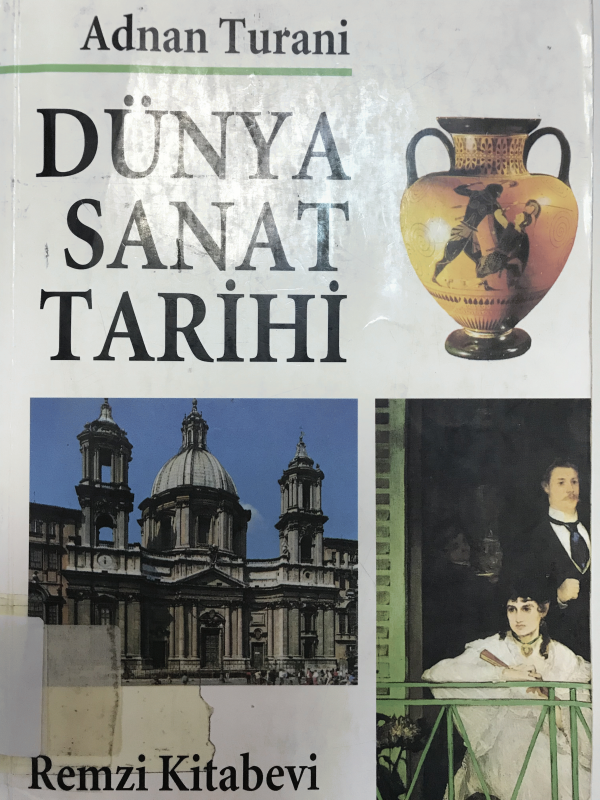 Adnan Turani
DÜNYA
SANAT
TARİHİ
Remzi Kitabevi